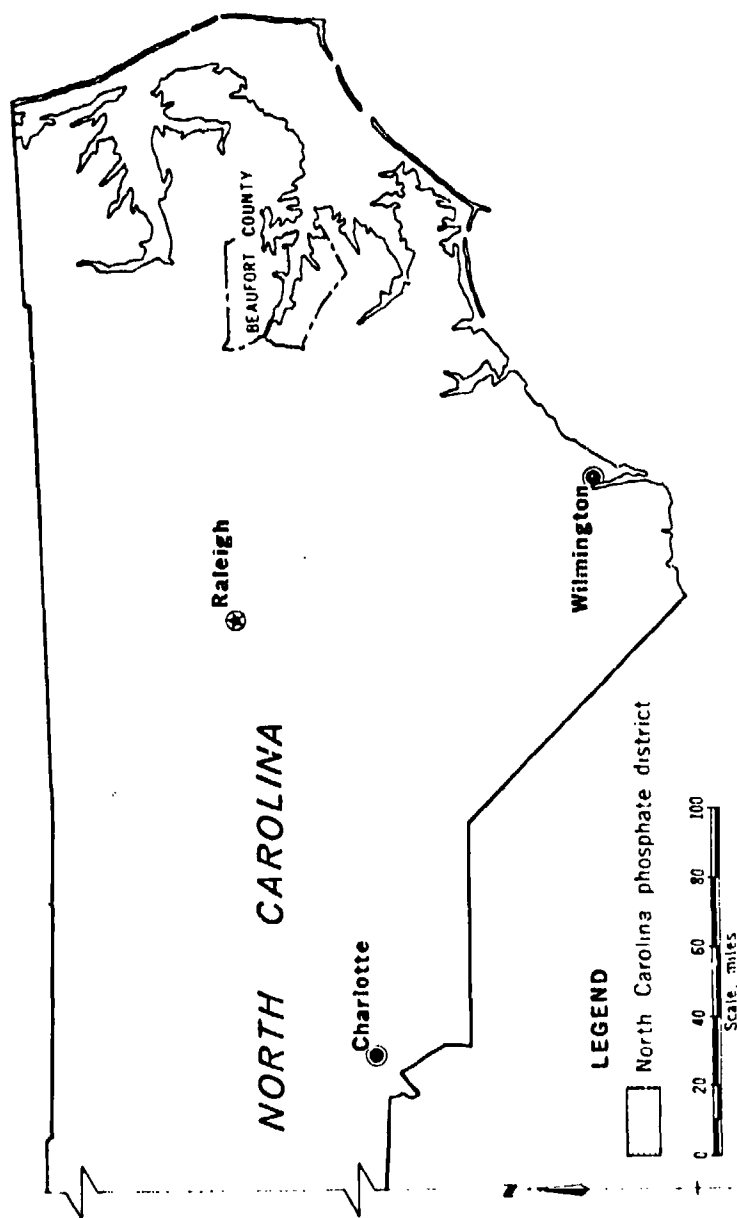 BEAUFORT COUNTY
Raleigh
NORTH CAROLINA
Charlotte
Wilmington
LEGEND
North Carolina phosphate district
0 20 40 60 80 100
Scale, miles
N